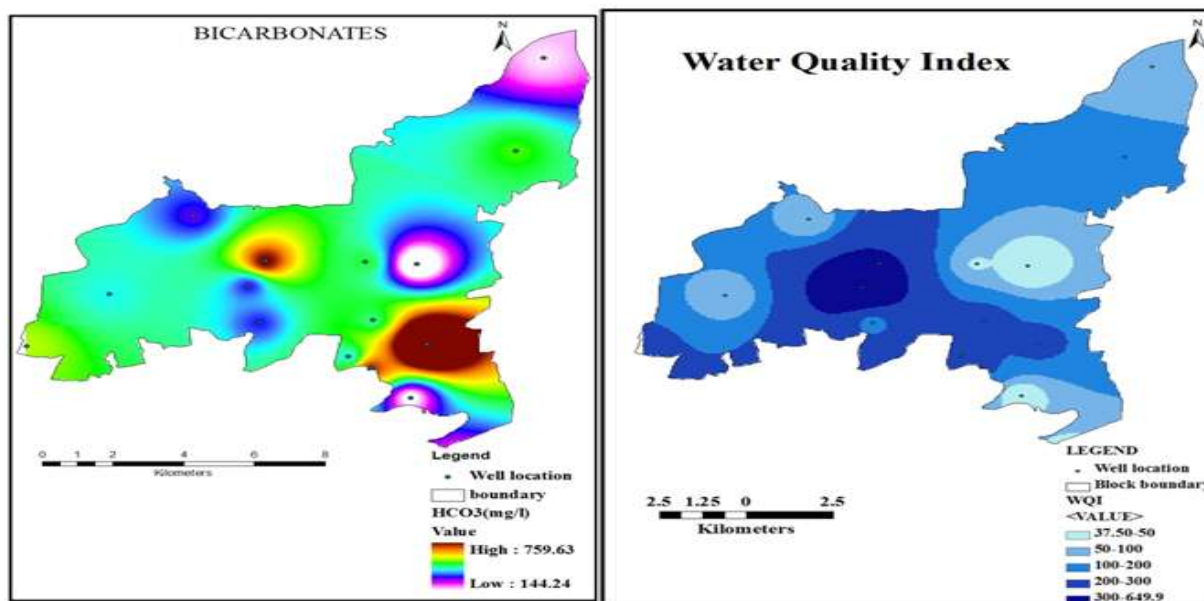 BICARBONATES
N
0 2 4 6 8
Kilometers
Legend
Well location
boundary
HCO3(mg/l)
Value
High : 759.63
Low : 144.24
Water Quality Index
N
2.5 1.25 0 2.5
Kilometers
LEGEND
Well location
Block boundary
WQI
<VALUE>
37.50-50
50-100
100-200
200-300
300-649.9